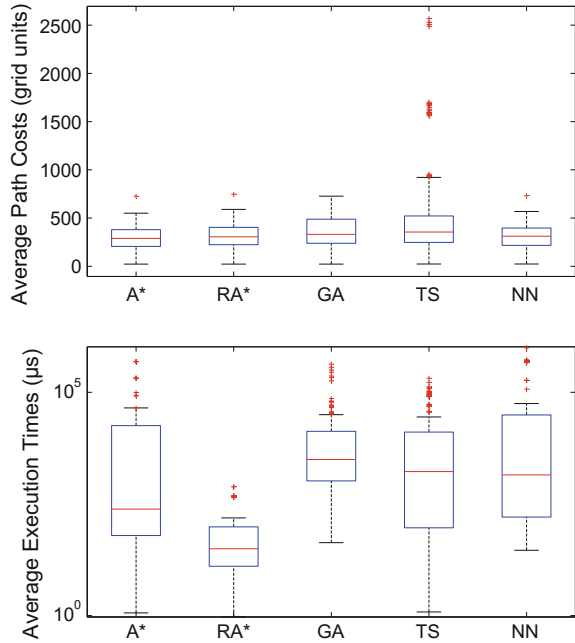 Average Path Costs (grid units)
2500
2000
1500
1000
500
0
A* RA* GA TS NN
Average Execution Times (µs)
10^5
10^0
A* RA* GA TS NN